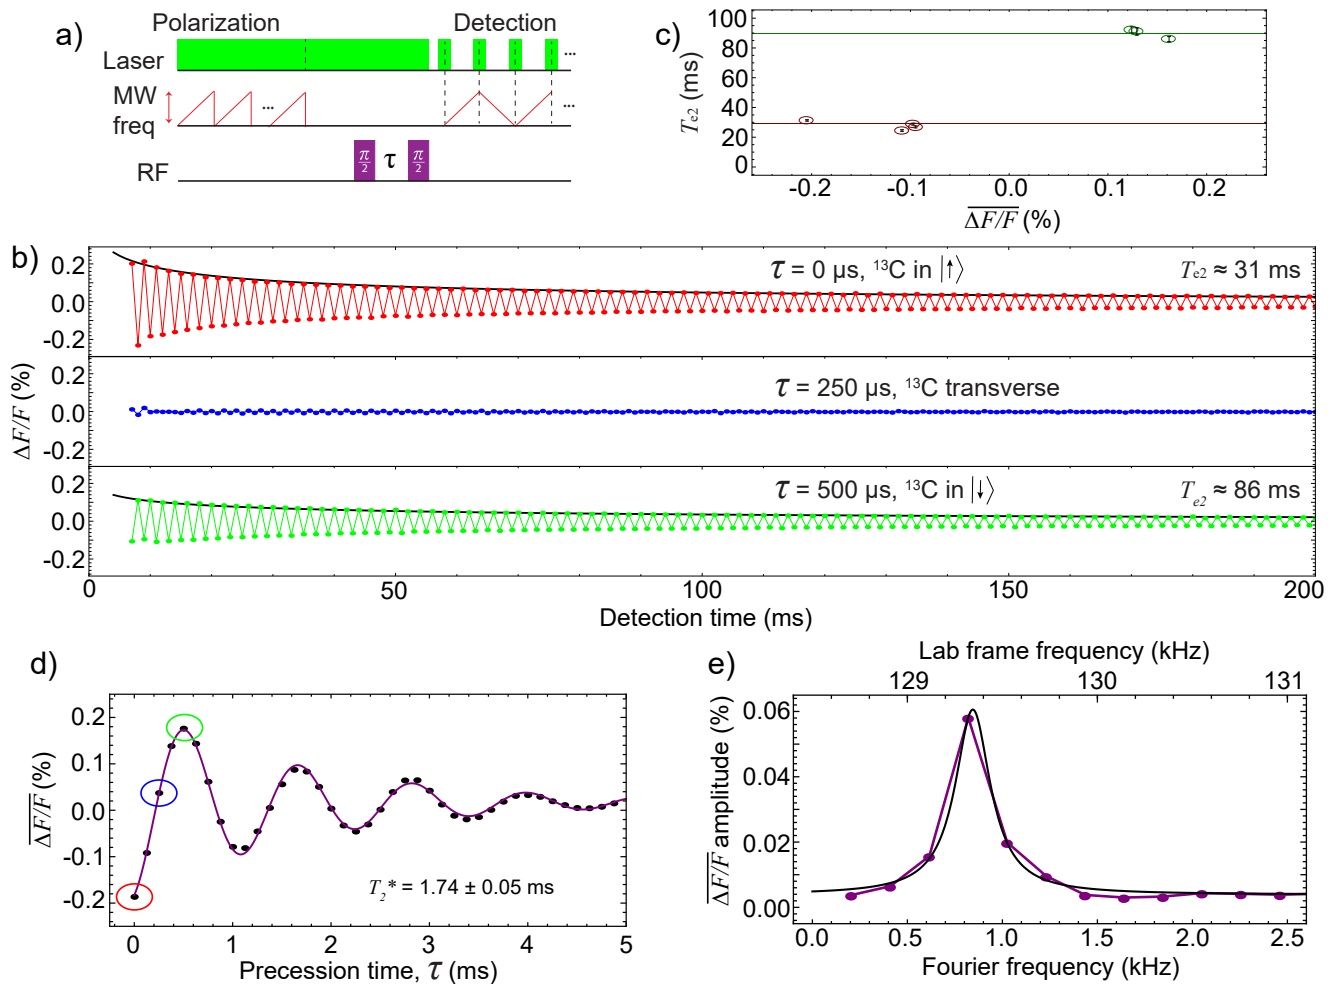 a)
Polarization
Detection
Laser
...
MW
freq
...
...
RF
π/2
τ
π/2
c)
100
80
60
40
20
0
T_e2 (ms)
-0.2
-0.1
0.0
0.1
0.2
ΔF/F (%)
b)
0.2
0.0
-0.2
τ = 0 μs, ¹³C in |↑⟩
T_e2 ≈ 31 ms
0.2
0.0
-0.2
τ = 250 μs, ¹³C transverse
ΔF/F (%)
0.2
0.0
-0.2
τ = 500 μs, ¹³C in |↓⟩
T_e2 ≈ 86 ms
0
50
100
150
200
Detection time (ms)
d)
0.2
0.1
0.0
-0.1
-0.2
ΔF/F (%)
T_2* = 1.74 ± 0.05 ms
0
1
2
3
4
5
Precession time, τ (ms)
e)
Lab frame frequency (kHz)
129
130
131
0.06
0.04
0.02
0.00
ΔF/F amplitude (%)
0.0
0.5
1.0
1.5
2.0
2.5
Fourier frequency (kHz)